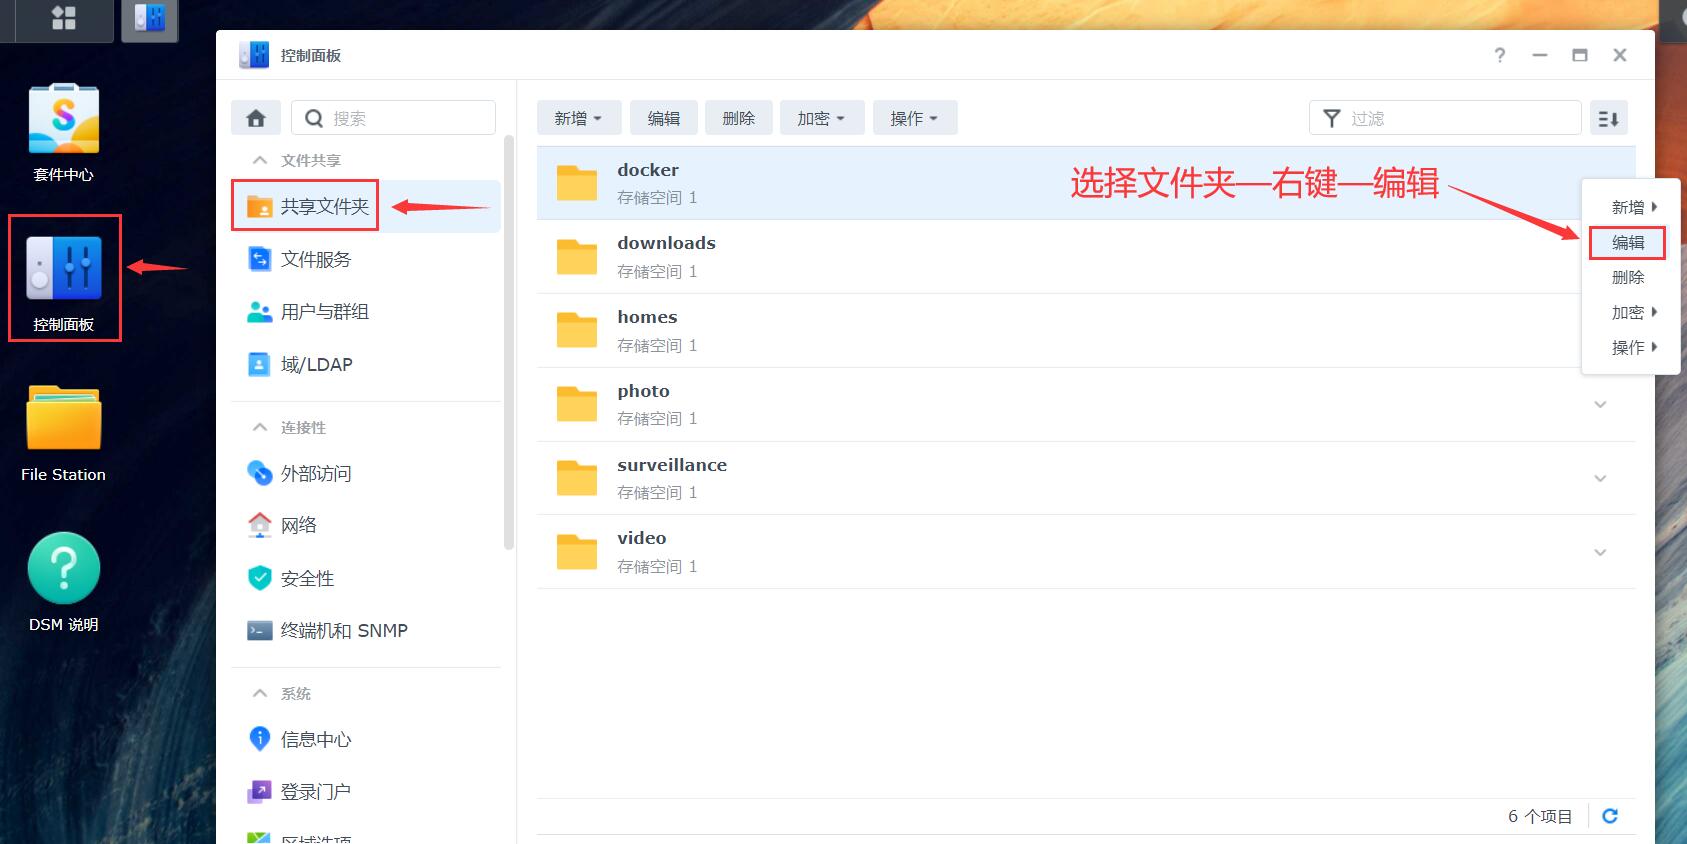 控制面板
套件中心
控制面板
File Station
DSM 说明
搜索
文件共享
共享文件夹
文件服务
用户与群组
域/LDAP
连接性
外部访问
网络
安全性
终端机和 SNMP
系统
信息中心
登录门户
区域选项
新增 编辑 删除 加密 操作 过滤
docker
存储空间 1
downloads
存储空间 1
homes
存储空间 1
photo
存储空间 1
surveillance
存储空间 1
video
存储空间 1
选择文件夹—右键—编辑
新增
编辑
删除
加密
操作
6 个项目